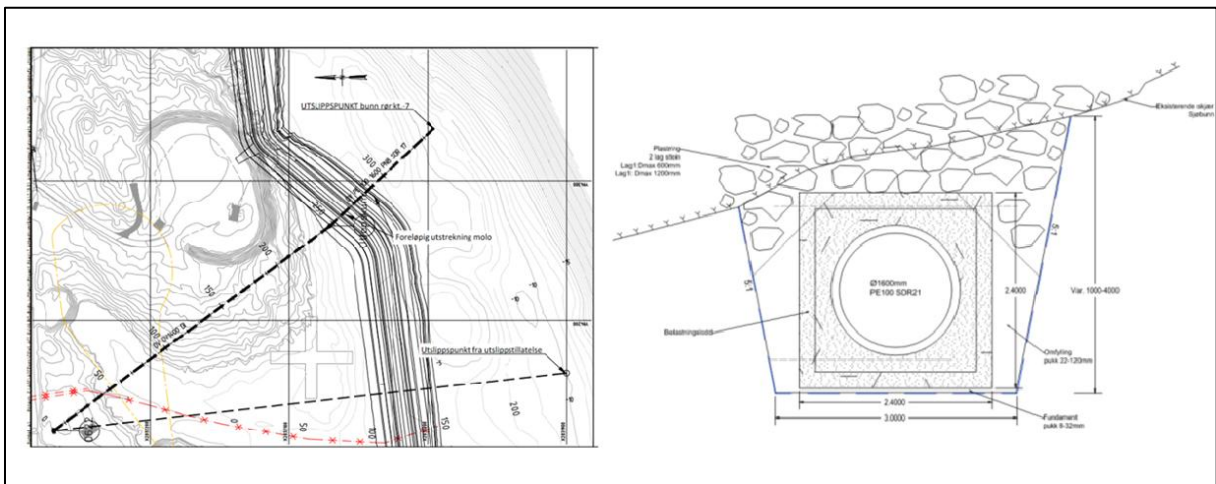 UTSLIPPSPUNKT bunn rør kt.-7
300
250
200
Foreløpig utstrekning molo
150
100
50
0
Utslippspunkt fra utslippstillatelse
200
150
100
50
0
Eksisterende skjær
Sjøbunn
Plastring
2 lag stein
Lag1:Dmax 600mm
Lag1: Dmax 1200mm
5:1
5:1
Ø1600mm
PE100 SDR21
2.4000
Var. 1000-4000
Belastningslodd
Omfylling
pukk 22-120mm
2.4000
3.0000
Fundament
pukk 8-32mm